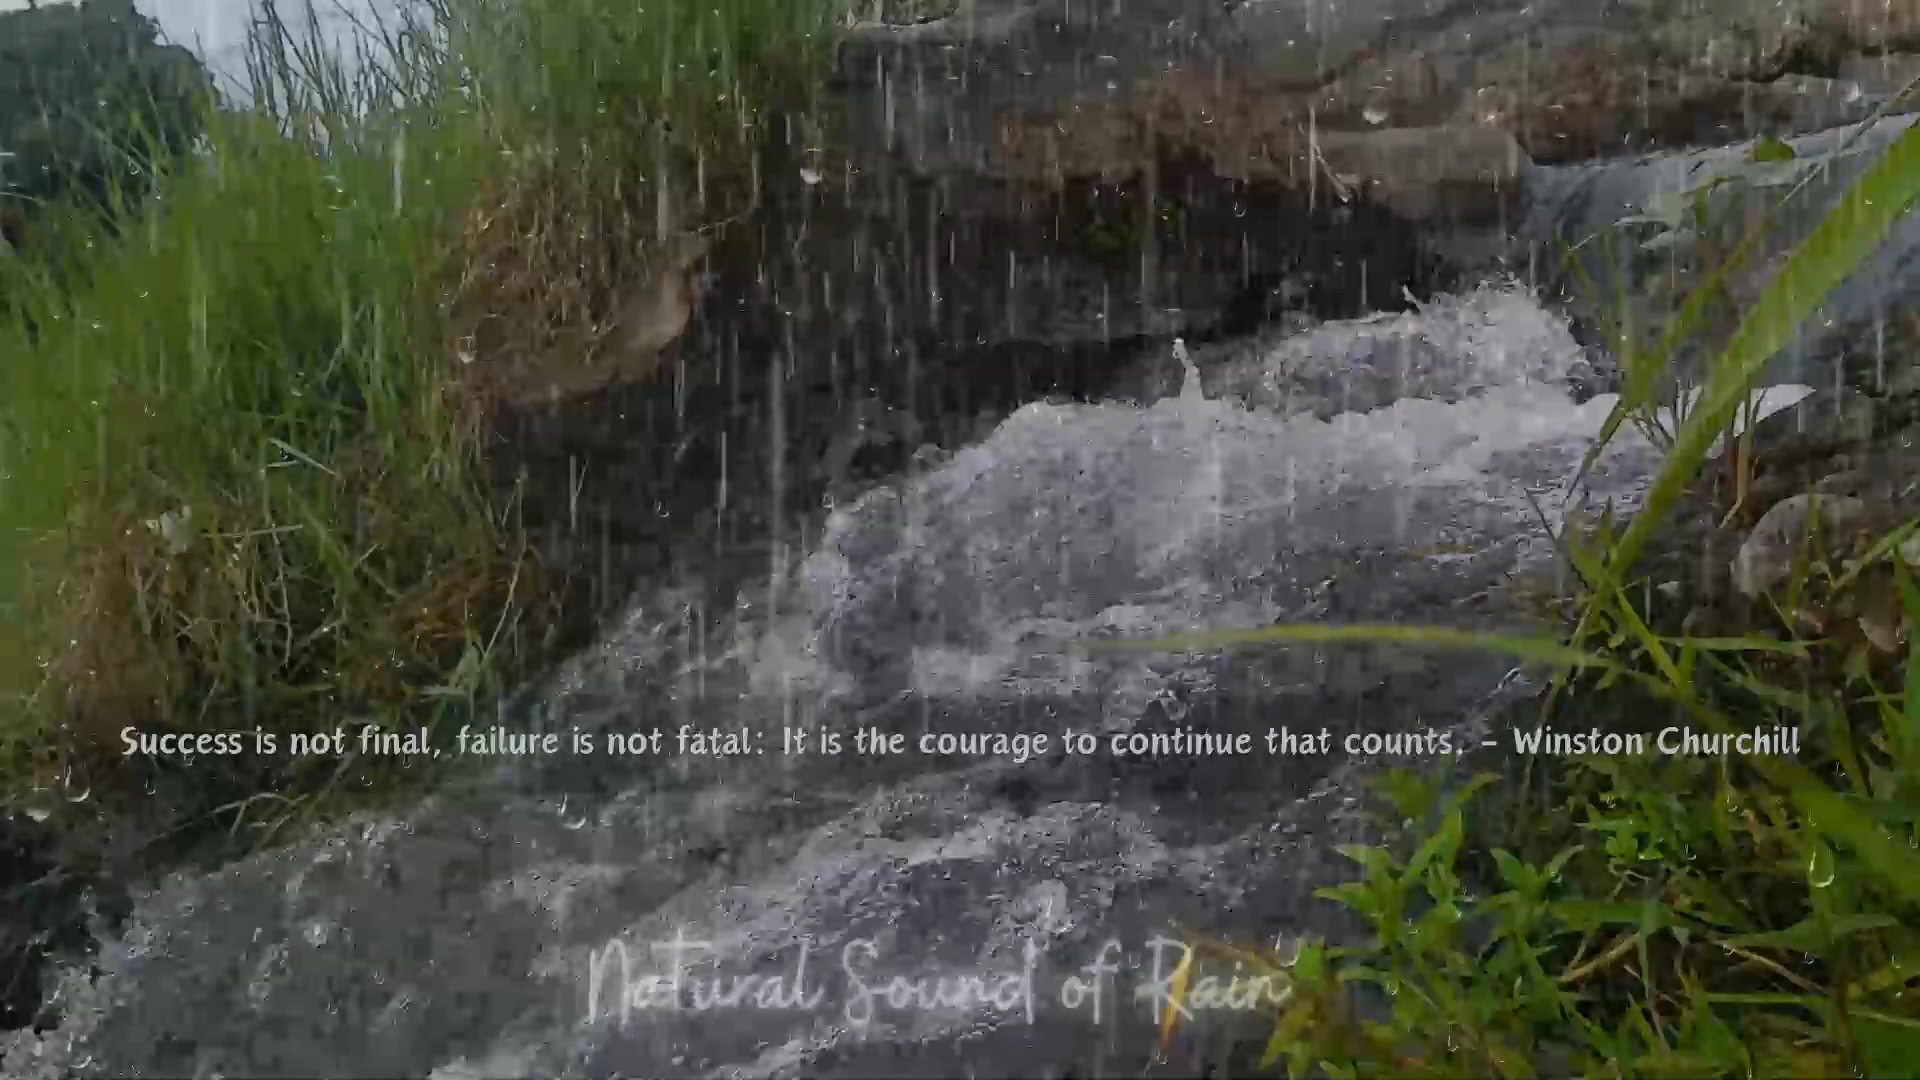 Success is not final, failure is not fatal: It is the courage to continue that counts. – Winston Churchill
Natural Sound of Rain